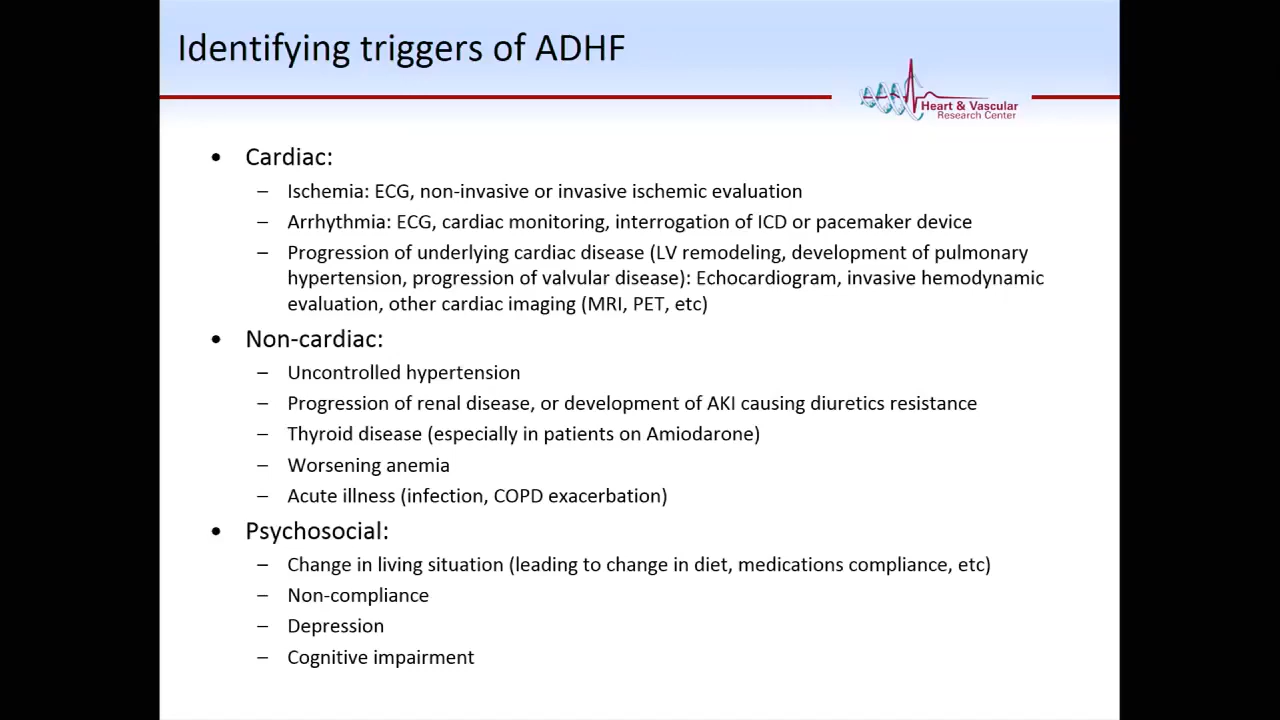 Identifying triggers of ADHF
Heart & Vascular
Research Center
• Cardiac:
– Ischemia: ECG, non-invasive or invasive ischemic evaluation
– Arrhythmia: ECG, cardiac monitoring, interrogation of ICD or pacemaker device
– Progression of underlying cardiac disease (LV remodeling, development of pulmonary
hypertension, progression of valvular disease): Echocardiogram, invasive hemodynamic
evaluation, other cardiac imaging (MRI, PET, etc)
• Non-cardiac:
– Uncontrolled hypertension
– Progression of renal disease, or development of AKI causing diuretics resistance
– Thyroid disease (especially in patients on Amiodarone)
– Worsening anemia
– Acute illness (infection, COPD exacerbation)
• Psychosocial:
– Change in living situation (leading to change in diet, medications compliance, etc)
– Non-compliance
– Depression
– Cognitive impairment